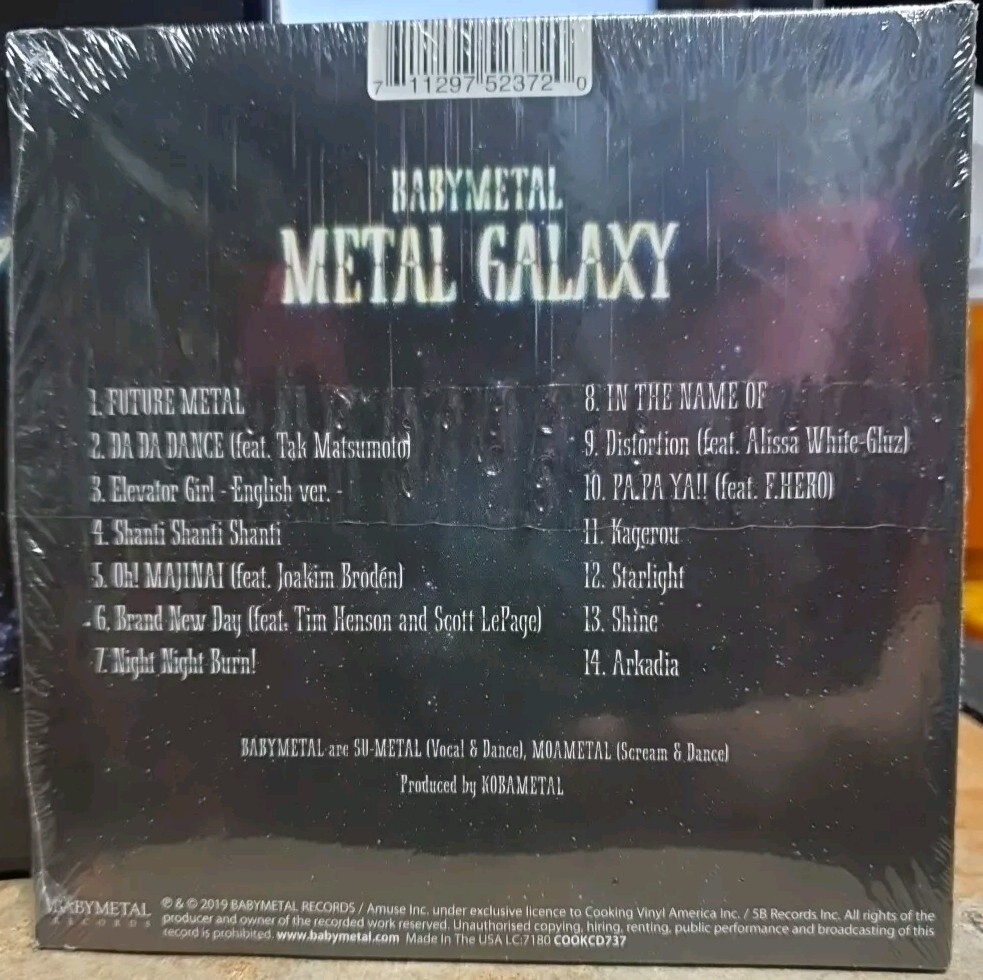 7 11297 52372 0
BABYMETAL
METAL GALAXY
1. FUTURE METAL
2. DA DA DANCE (feat. Tak Matsumoto)
3. Elevator Girl - English ver. -
4. Shanti Shanti Shanti
5. Oh! MAJINAI (feat. Joakim Brodén)
6. Brand New Day (feat. Tim Henson and Scott LePage)
7. Night Night Burn!
8. IN THE NAME OF
9. Distortion (feat. Alissa White-Gluz)
10. PA PA YA!! (feat. F.HERO)
11. Kagerou
12. Starlight
13. Shine
14. Arkadia
BABYMETAL are SU-METAL (Vocal & Dance), MOAMETAL (Scream & Dance)
Produced by KOBAMETAL
BABYMETAL
RECORDS
℗ & © 2019 BABYMETAL RECORDS / Amuse Inc. under exclusive licence to Cooking Vinyl America Inc. / 5B Records Inc. All rights of the
producer and owner of the recorded work reserved. Unauthorised copying, hiring, renting, public performance and broadcasting of this
record is prohibited. www.babymetal.com Made in The USA LC:7180 COOKCD737